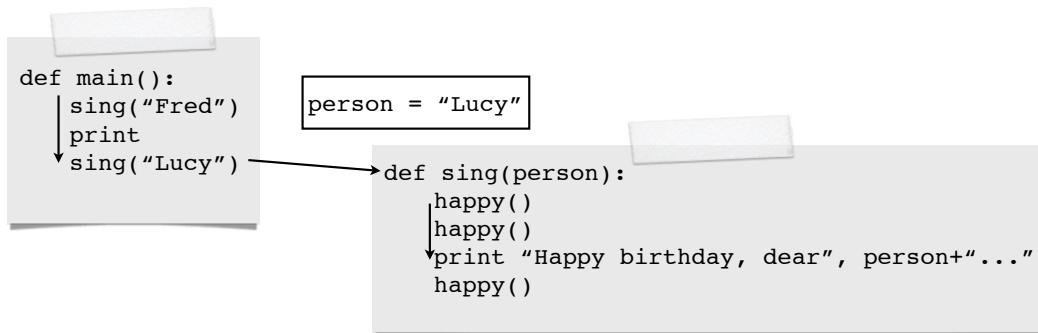 def main():
    sing(“Fred”)
    print
    sing(“Lucy”)
person = “Lucy”
def sing(person):
    happy()
    happy()
    print “Happy birthday, dear”, person+“...”
    happy()